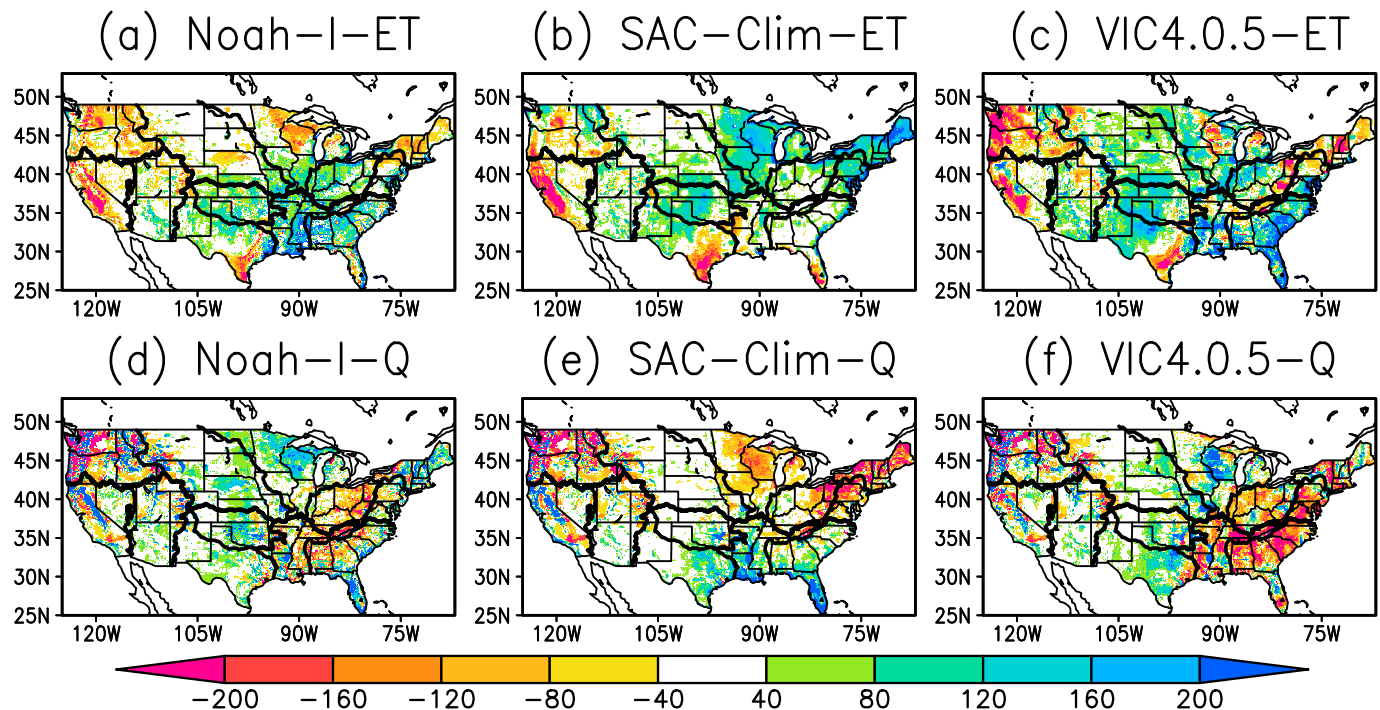 (a) Noah-I-ET (b) SAC-Clim-ET (c) VIC4.0.5-ET
50N 50N 50N
45N 45N 45N
40N 40N 40N
35N 35N 35N
30N 30N 30N
25N 25N 25N
120W 105W 90W 75W 120W 105W 90W 75W 120W 105W 90W 75W
(d) Noah-I-Q (e) SAC-Clim-Q (f) VIC4.0.5-Q
50N 50N 50N
45N 45N 45N
40N 40N 40N
35N 35N 35N
30N 30N 30N
25N 25N 25N
120W 105W 90W 75W 120W 105W 90W 75W 120W 105W 90W 75W
-200 -160 -120 -80 -40 40 80 120 160 200